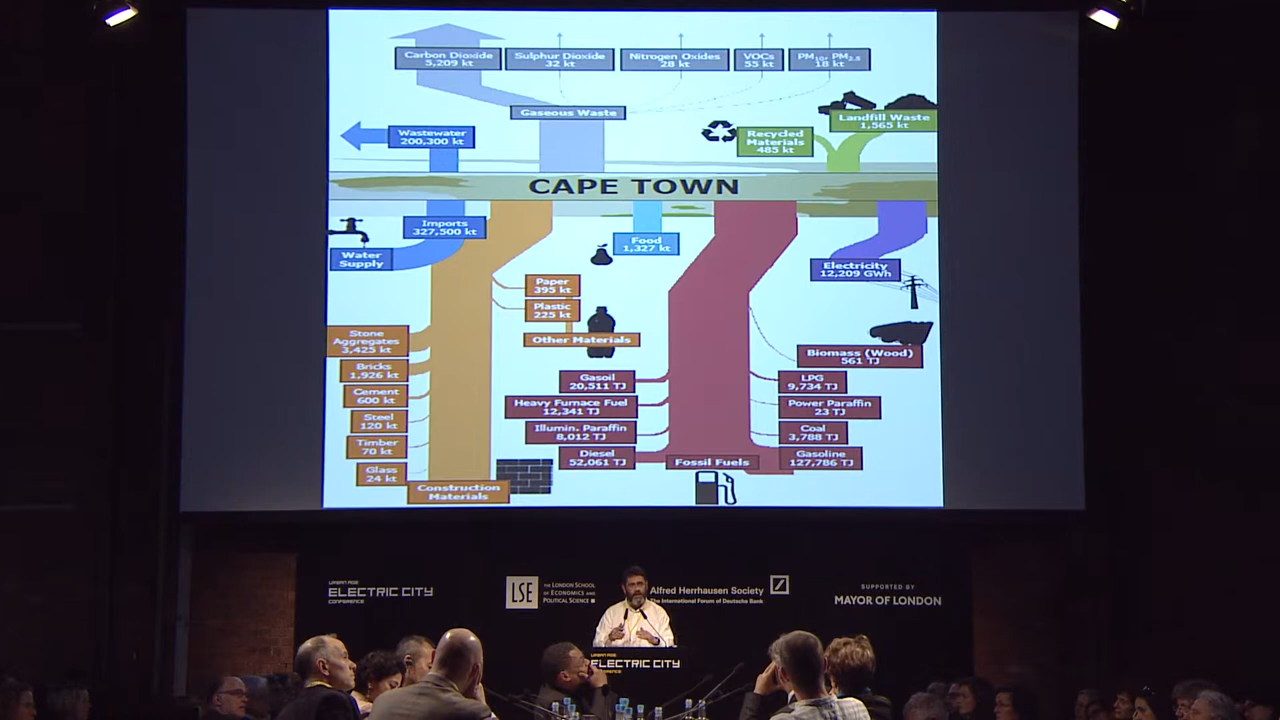 Carbon Dioxide
5,209 kt
Sulphur Dioxide
32 kt
Nitrogen Oxides
28 kt
VOCs
55 kt
PM10, PM2.5
18 kt
Gaseous Waste
Wastewater
200,300 kt
Recycled
Materials
485 kt
Landfill Waste
1,565 kt
CAPE TOWN
Imports
327,500 kt
Water
Supply
Food
1,327 kt
Electricity
12,209 GWh
Paper
395 kt
Plastic
225 kt
Other Materials
Stone
Aggregates
3,425 kt
Bricks
1,926 kt
Cement
600 kt
Steel
120 kt
Timber
70 kt
Glass
24 kt
Construction
Materials
Biomass (Wood)
561 TJ
Gasoil
20,511 TJ
LPG
9,734 TJ
Heavy Furnace Fuel
12,341 TJ
Power Paraffin
23 TJ
Illumin. Paraffin
8,012 TJ
Coal
3,788 TJ
Diesel
52,061 TJ
Fossil Fuels
Gasoline
127,786 TJ
URBAN AGE
ELECTRIC CITY
CONFERENCE
LSE
THE LONDON SCHOOL
OF ECONOMICS AND
POLITICAL SCIENCE
Alfred Herrhausen Society
The International Forum of Deutsche Bank
SUPPORTED BY
MAYOR OF LONDON
URBAN AGE
ELECTRIC CITY
CONFERENCE